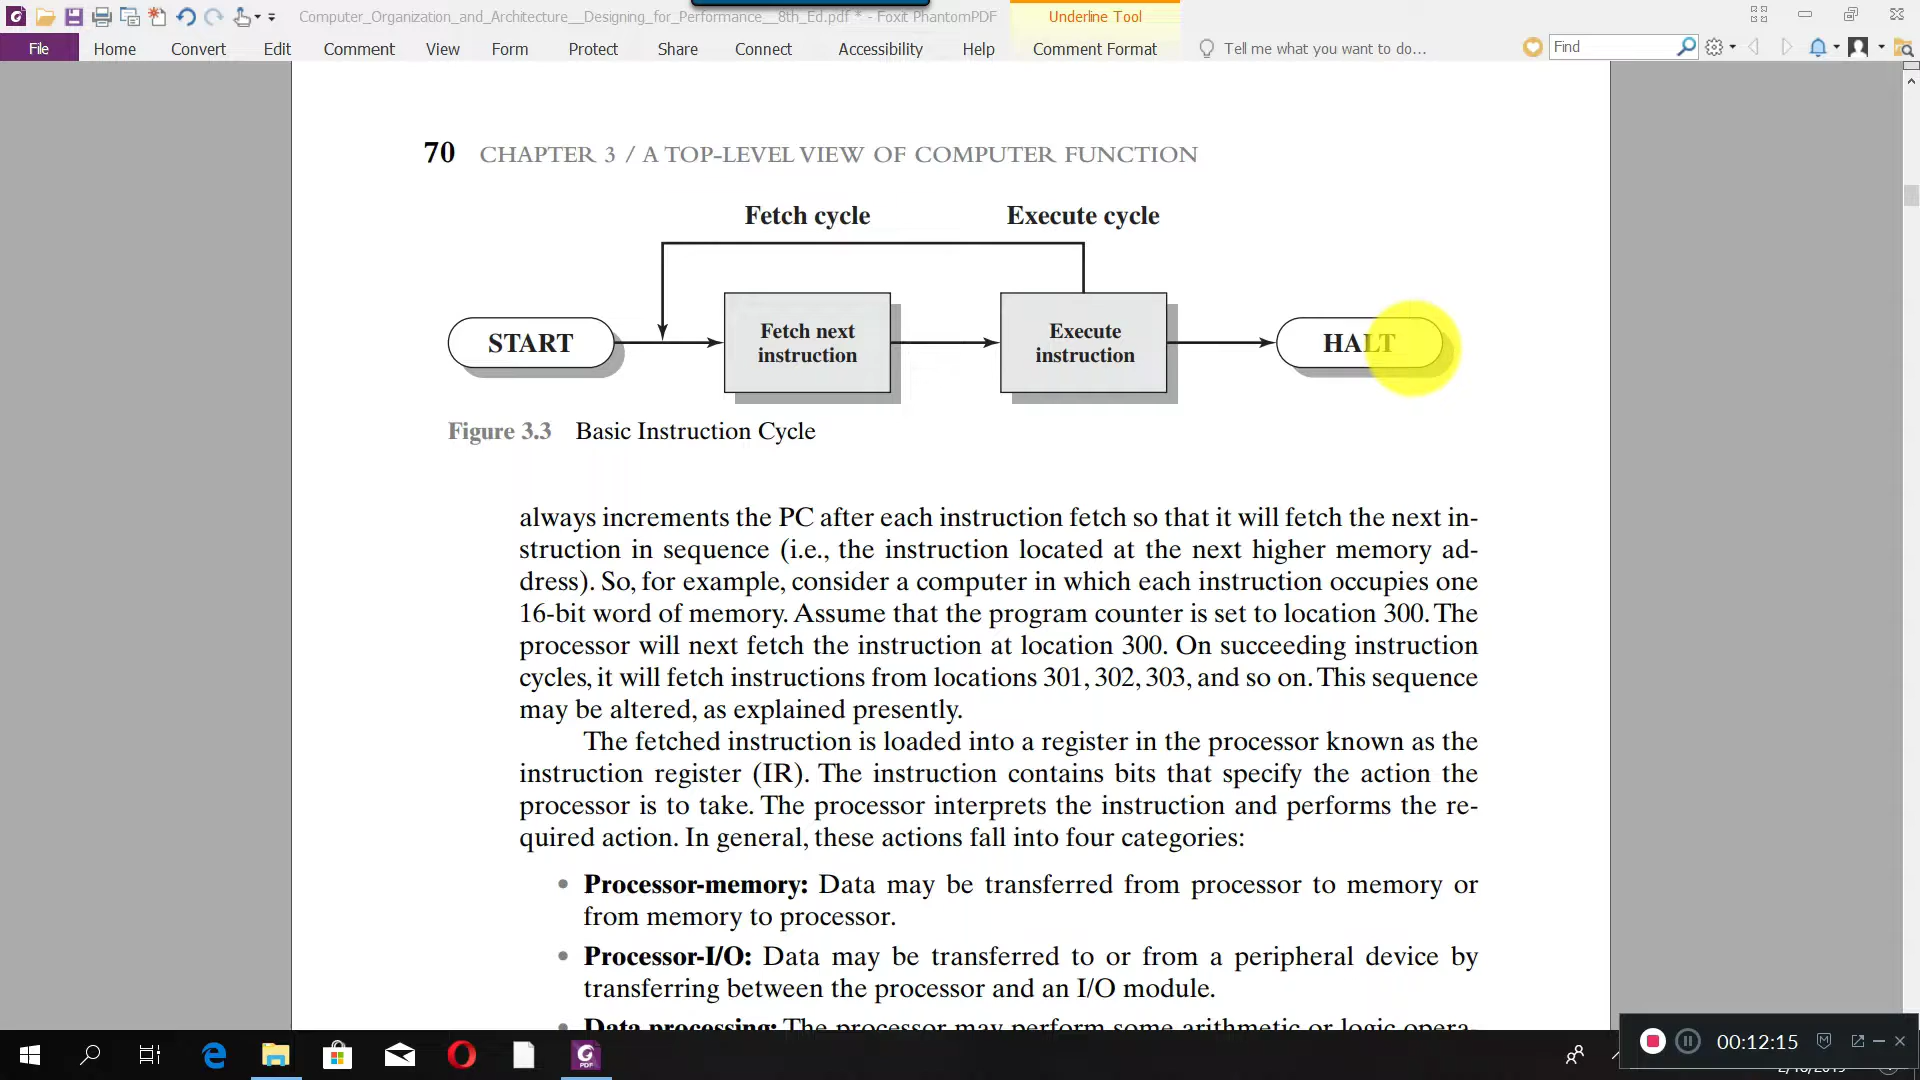 Computer_Organization_and_Architecture__Designing_for_Performance__8th_Ed.pdf * - Foxit PhantomPDF
Underline Tool
File Home Convert Edit Comment View Form Protect Share Connect Accessibility Help Comment Format Tell me what you want to do... Find
70 CHAPTER 3 / A TOP-LEVEL VIEW OF COMPUTER FUNCTION
Fetch cycle Execute cycle
START
Fetch next
instruction
Execute
instruction
HALT
Figure 3.3 Basic Instruction Cycle
always increments the PC after each instruction fetch so that it will fetch the next in-
struction in sequence (i.e., the instruction located at the next higher memory ad-
dress). So, for example, consider a computer in which each instruction occupies one
16-bit word of memory. Assume that the program counter is set to location 300. The
processor will next fetch the instruction at location 300. On succeeding instruction
cycles, it will fetch instructions from locations 301, 302, 303, and so on. This sequence
may be altered, as explained presently.
The fetched instruction is loaded into a register in the processor known as the
instruction register (IR). The instruction contains bits that specify the action the
processor is to take. The processor interprets the instruction and performs the re-
quired action. In general, these actions fall into four categories:
• Processor-memory: Data may be transferred from processor to memory or
from memory to processor.
• Processor-I/O: Data may be transferred to or from a peripheral device by
transferring between the processor and an I/O module.
• Data processing: The processor may perform some arithmetic or logic opera-
00:12:15